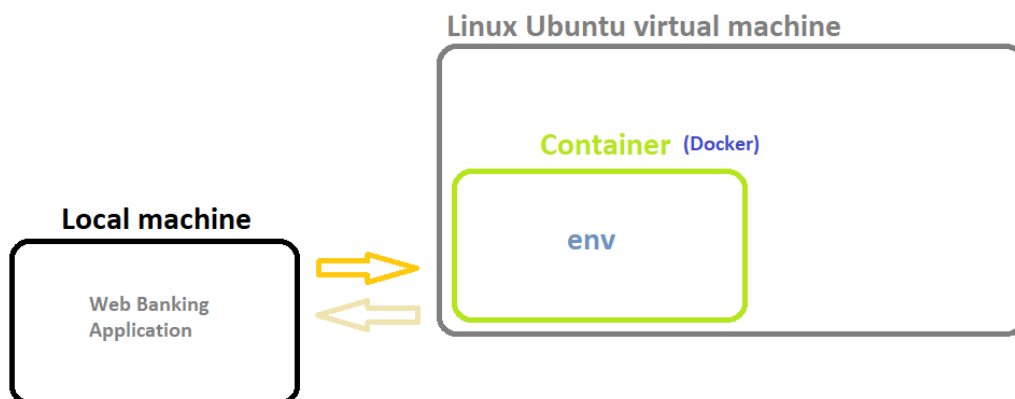 Linux Ubuntu virtual machine
Container (Docker)
env
Local machine
Web Banking
Application